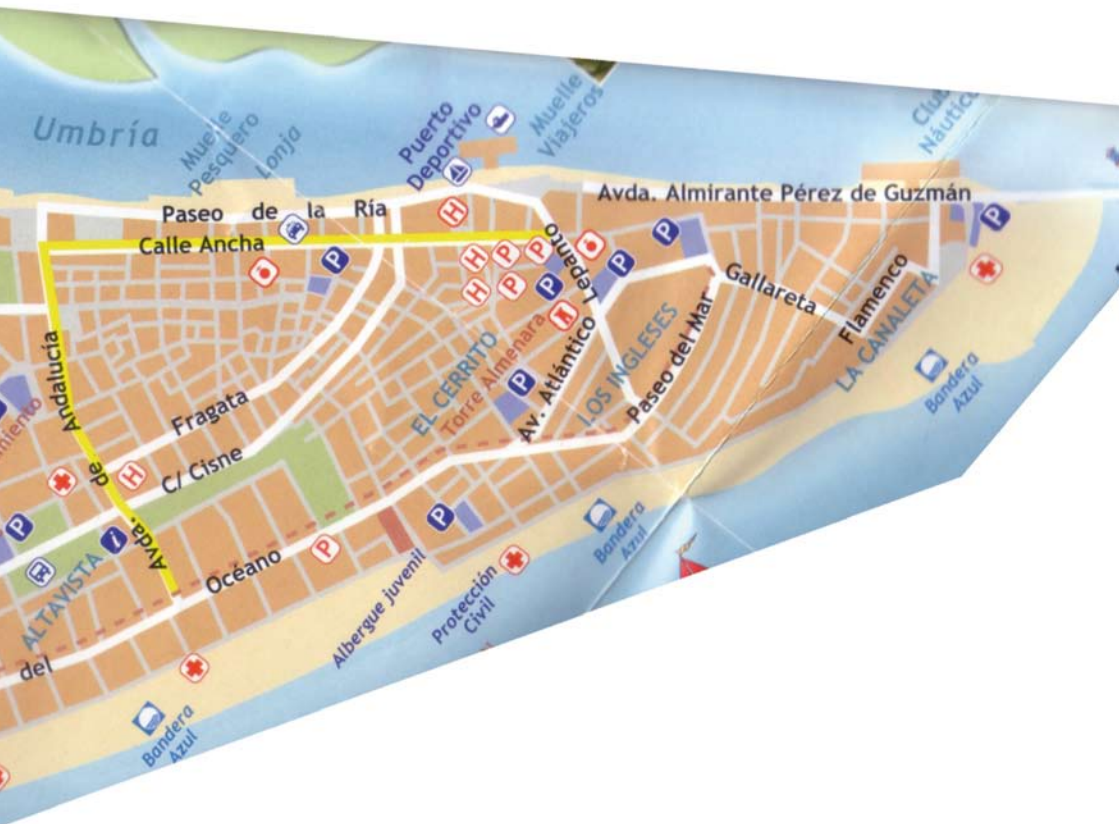 Umbría
Muelle
Pesquero
Lonja
Puerto
Deportivo
Muelle
Viajeros
Club
Náutico
Paseo de la Ría
Avda. Almirante Pérez de Guzmán
Calle Ancha
P
H
H
H
P
P
P
P
P
P
P
Lepanto
Gallareta
Flamenco
LA CANALETA
Bandera
Azul
Torre Almenara
EL CERRITO
LOS INGLESES
Av. Atlántico
Paseo del Mar
P
Avda. de Andalucía
Fragata
C/ Cisne
H
P
i
ALTAVISTA
del Océano
P
P
Albergue juvenil
Protección
Civil
Bandera
Azul
Bandera
Azul